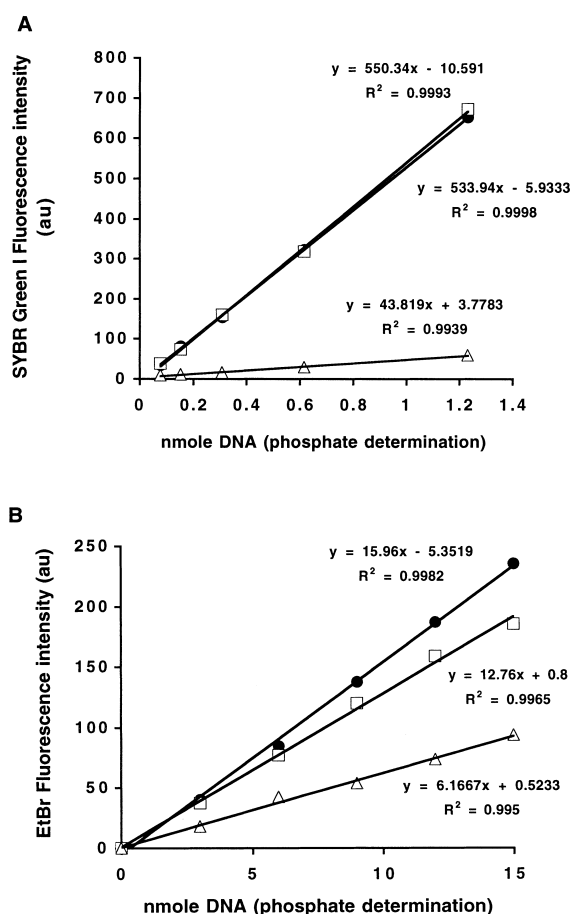 A
SYBR Green I Fluorescence intensity
(au)
800
700
600
500
400
300
200
100
0
y = 550.34x - 10.591
R² = 0.9993
y = 533.94x - 5.9333
R² = 0.9998
y = 43.819x + 3.7783
R² = 0.9939
0 0.2 0.4 0.6 0.8 1 1.2 1.4
nmole DNA (phosphate determination)
B
EtBr Fluorescence intensity (au)
250
200
150
100
50
0
y = 15.96x - 5.3519
R² = 0.9982
y = 12.76x + 0.8
R² = 0.9965
y = 6.1667x + 0.5233
R² = 0.995
0 5 10 15
nmole DNA (phosphate determination)